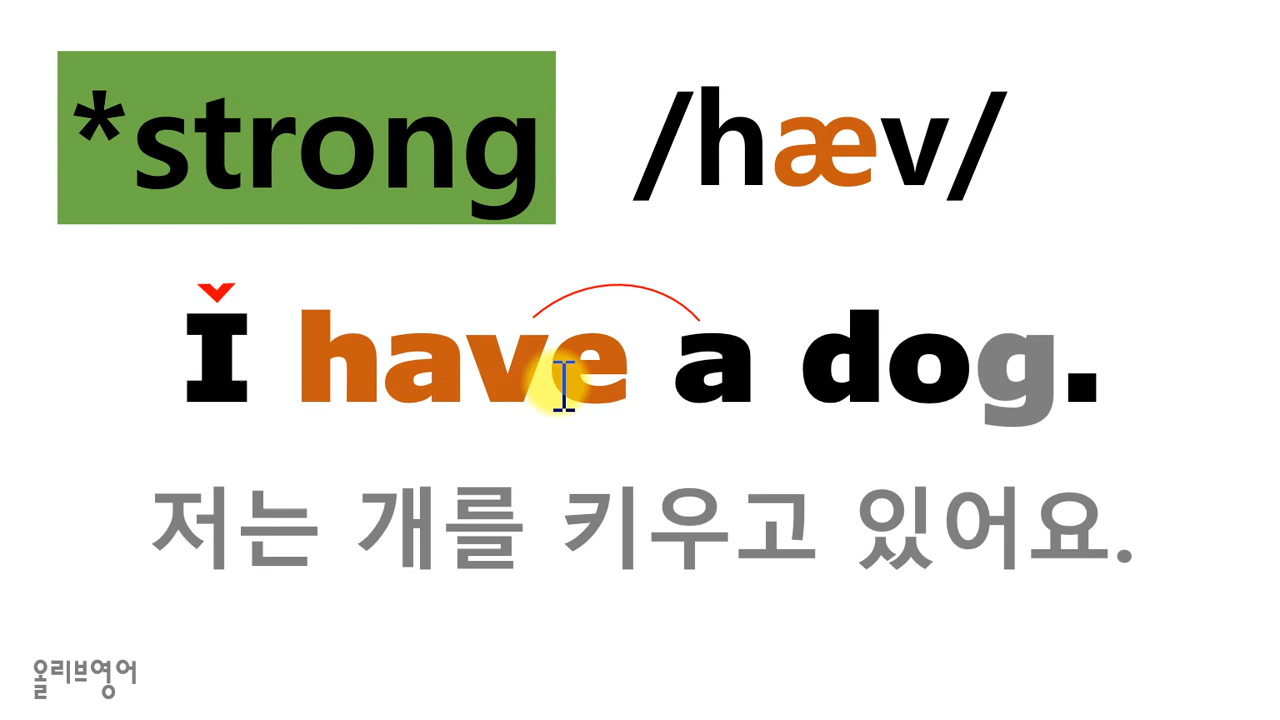 *strong /hæv/
I have a dog.
저는 개를 키우고 있어요.
올리브영어